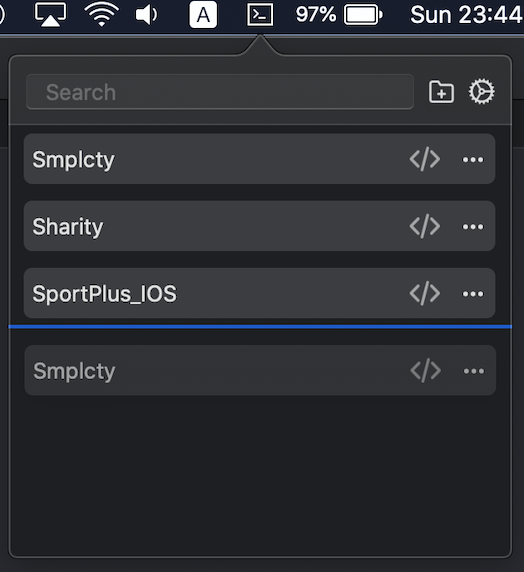 A 97% Sun 23:44
Search
Smplcty
Sharity
SportPlus_IOS
Smplcty